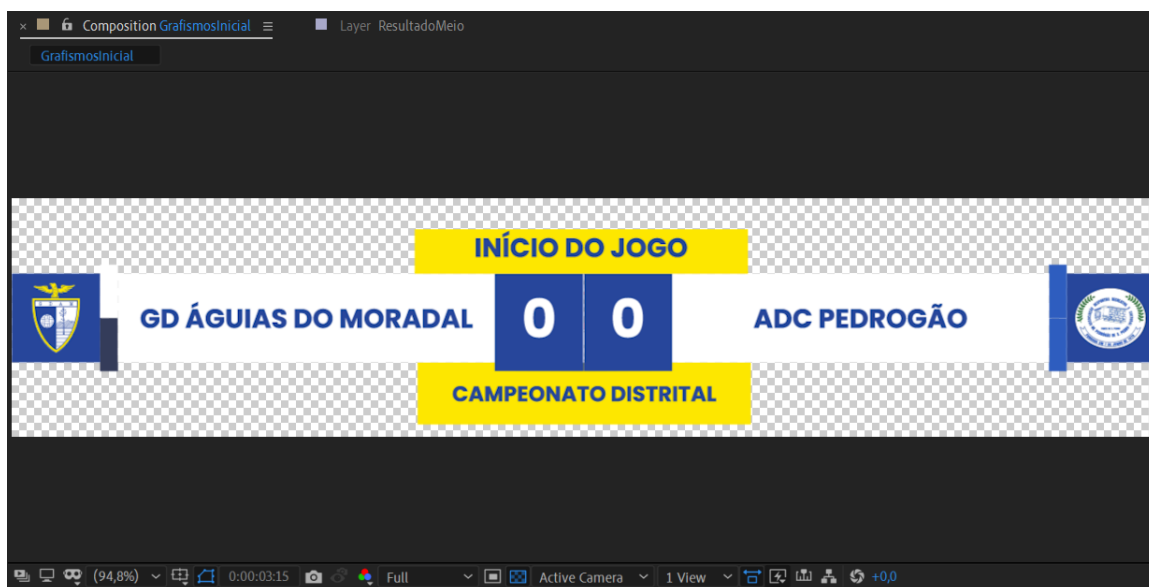 Composition GrafismosInicial
Layer ResultadoMeio
GrafismosInicial
INÍCIO DO JOGO
GD ÁGUIAS DO MORADAL 0 0 ADC PEDROGÃO
CAMPEONATO DISTRITAL
(94,8%) 0:00:03:15 Full Active Camera 1 View +0,0